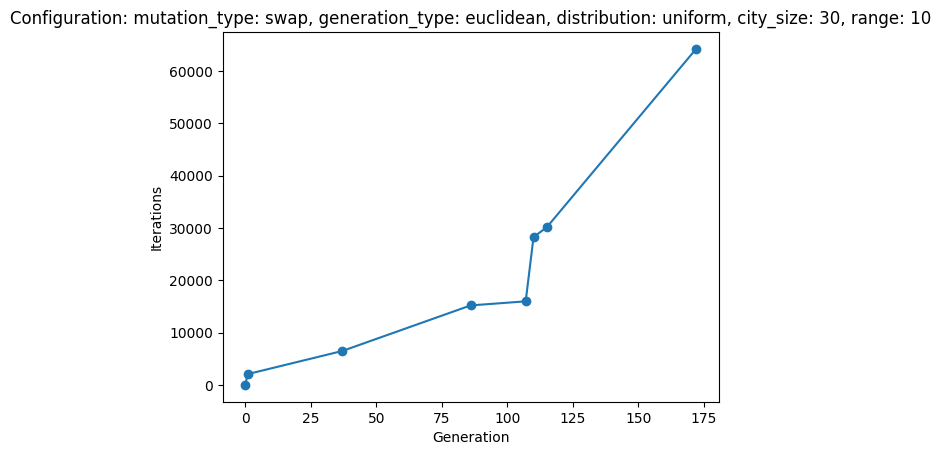 Configuration: mutation_type: swap, generation_type: euclidean, distribution: uniform, city_size: 30, range: 10
60000
50000
40000
30000
20000
10000
0
Iterations
0 25 50 75 100 125 150 175
Generation